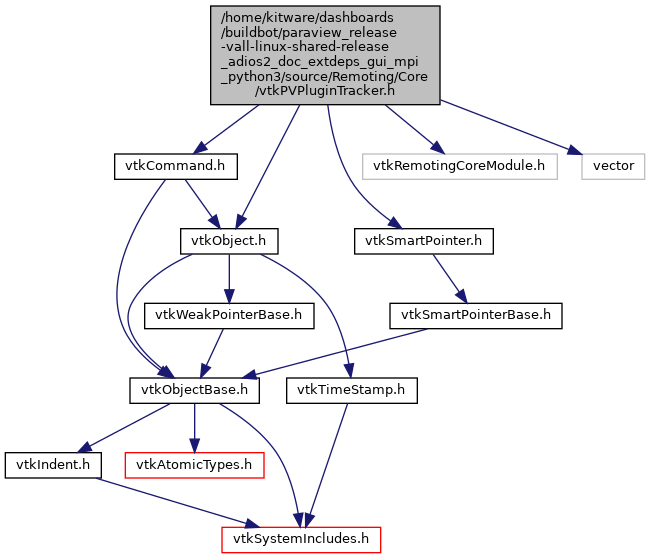 /home/kitware/dashboards
/buildbot/paraview_release
-vall-linux-shared-release
_adios2_doc_extdeps_gui_mpi
_python3/source/Remoting/Core
/vtkPVPluginTracker.h
vtkCommand.h
vtkRemotingCoreModule.h
vector
vtkObject.h
vtkSmartPointer.h
vtkWeakPointerBase.h
vtkSmartPointerBase.h
vtkObjectBase.h
vtkTimeStamp.h
vtkIndent.h
vtkAtomicTypes.h
vtkSystemIncludes.h